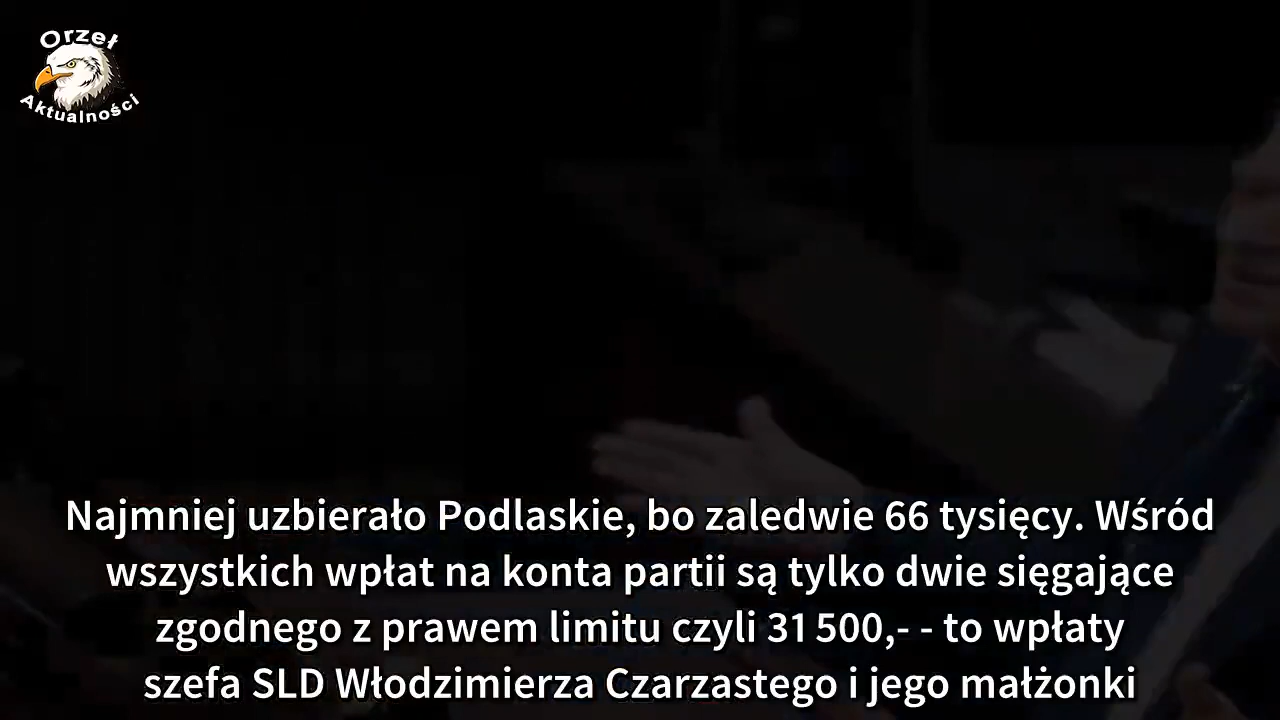 Orzeł
Aktualności
Najmniej uzbierało Podlaskie, bo zaledwie 66 tysięcy. Wśród
wszystkich wpłat na konta partii są tylko dwie sięgające
zgodnego z prawem limitu czyli 31 500,- - to wpłaty
szefa SLD Włodzimierza Czarzastego i jego małżonki